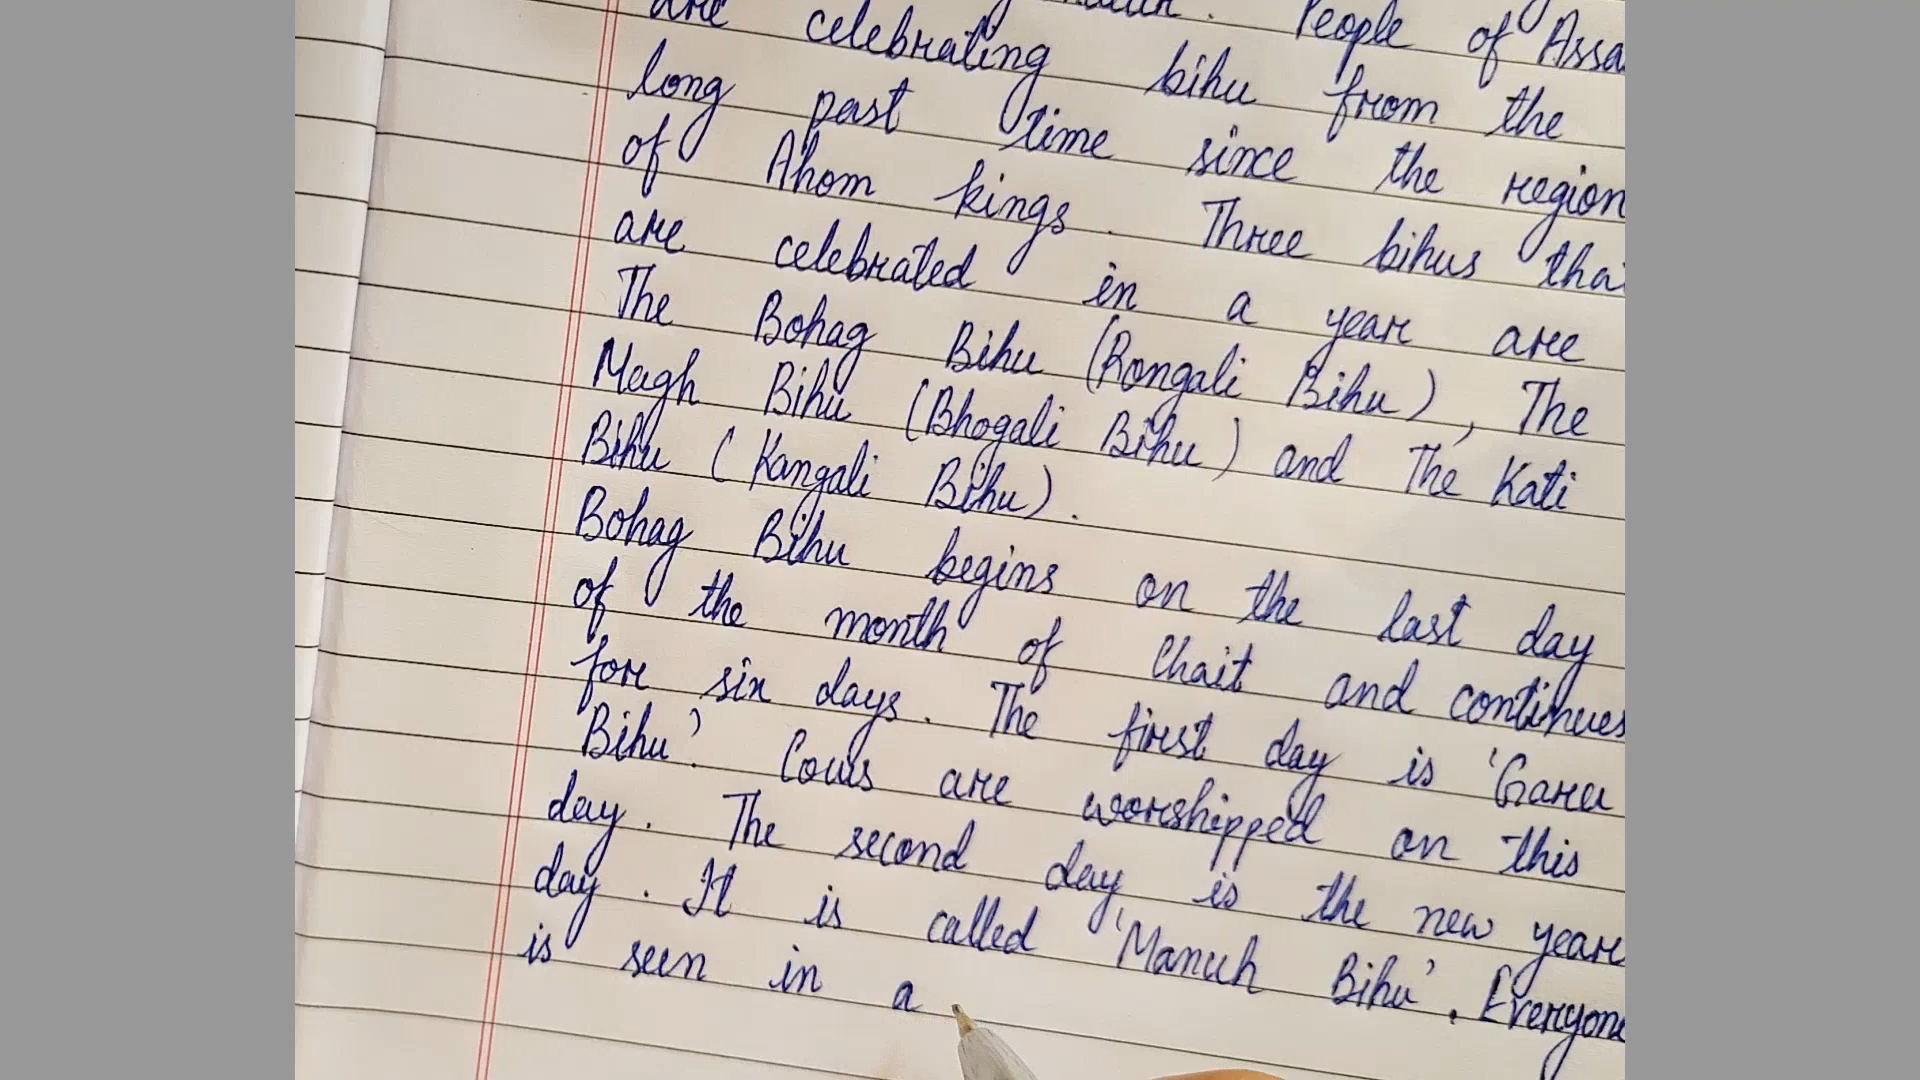 People of Assa
are celebrating bihu from the
long past time since the region
of Ahom kings. Three bihus tha
are celebrated in a year are
The Bohag Bihu (Rongali Bihu), The
Magh Bihu (Bhogali Bihu) and The Kati
Bihu (Kangali Bihu).
Bohag Bihu begins on the last day
of the month of Chait and continues
for six days. The first day is 'Garu
Bihu'. Cows are worshipped on this
day. The second day is the new year
day. It is called 'Manuh Bihu'. Everyone
is seen in a